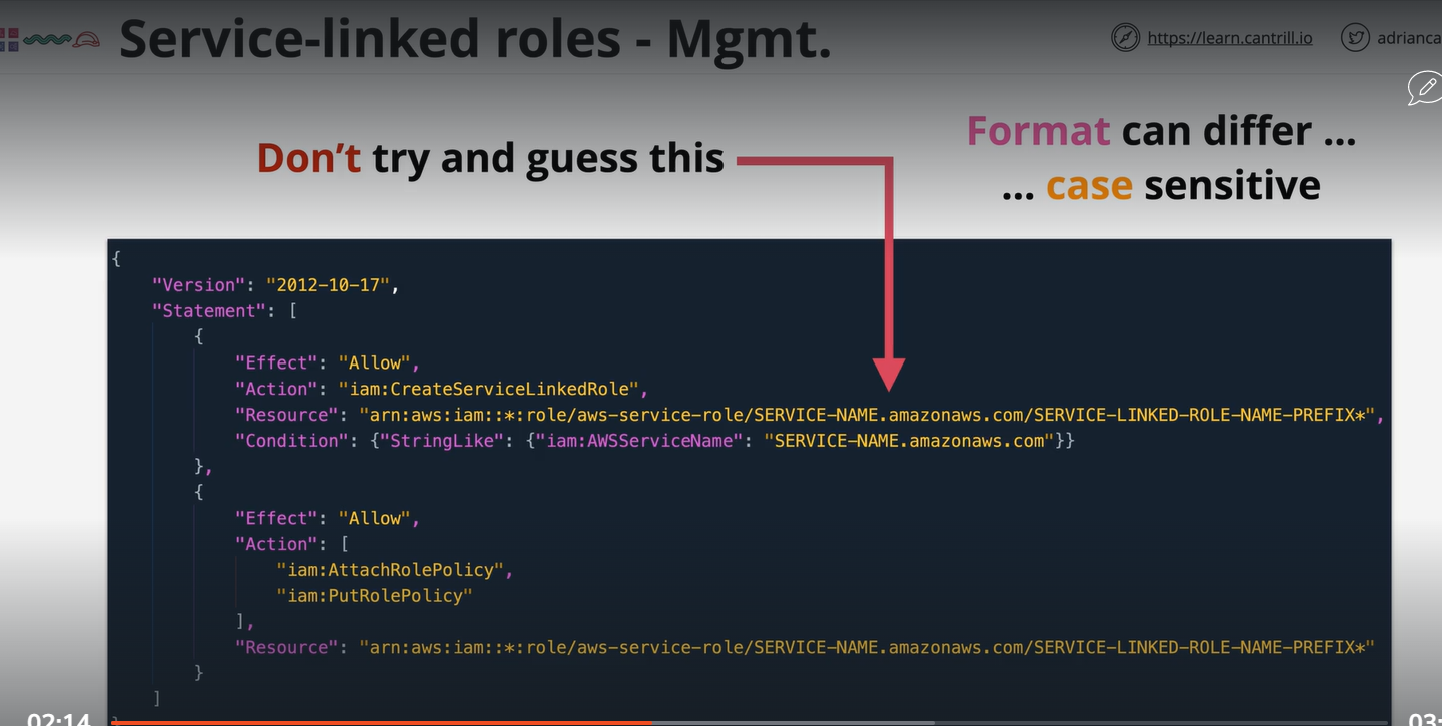 Service-linked roles - Mgmt.
https://learn.cantrill.io
adrianca
Don't try and guess this
Format can differ ...
... case sensitive
{
    "Version": "2012-10-17",
    "Statement": [
        {
            "Effect": "Allow",
            "Action": "iam:CreateServiceLinkedRole",
            "Resource": "arn:aws:iam::*:role/aws-service-role/SERVICE-NAME.amazonaws.com/SERVICE-LINKED-ROLE-NAME-PREFIX*",
            "Condition": {"StringLike": {"iam:AWSServiceName": "SERVICE-NAME.amazonaws.com"}}
        },
        {
            "Effect": "Allow",
            "Action": [
                "iam:AttachRolePolicy",
                "iam:PutRolePolicy"
            ],
            "Resource": "arn:aws:iam::*:role/aws-service-role/SERVICE-NAME.amazonaws.com/SERVICE-LINKED-ROLE-NAME-PREFIX*"
        }
    ]
}
02:14
03: